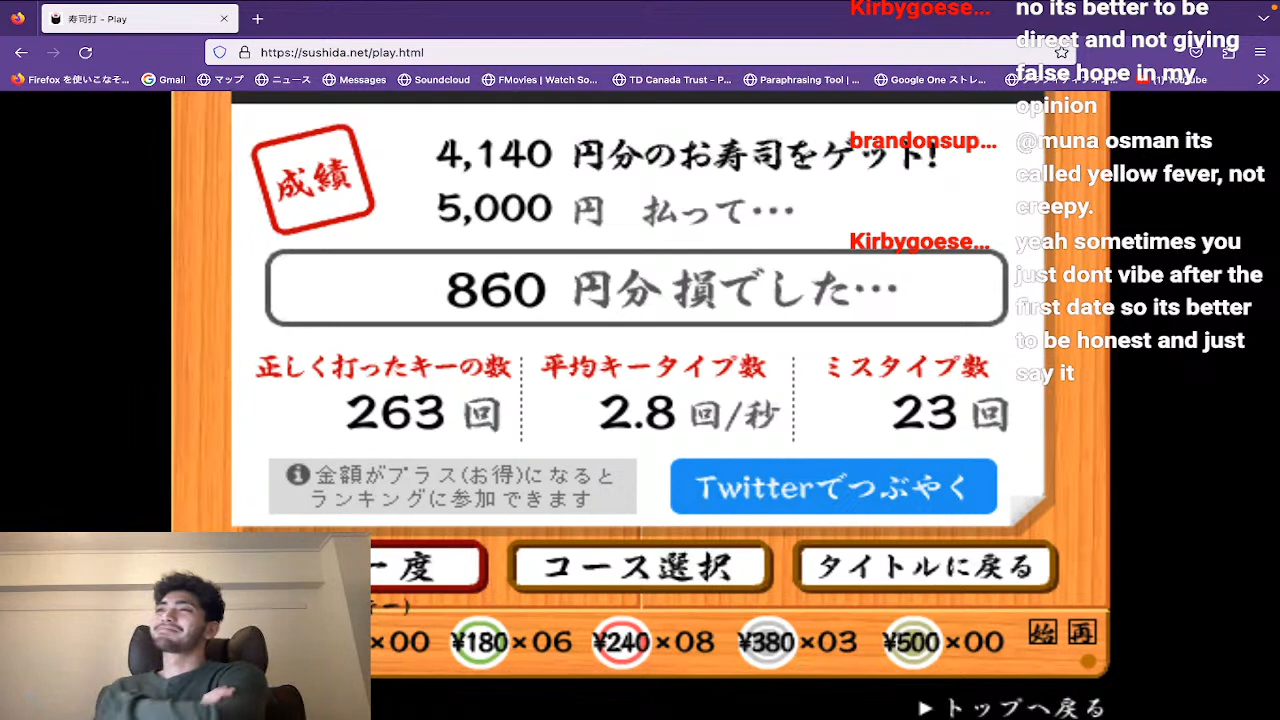 寿司打 - Play
https://sushida.net/play.html
Firefox を使いこなそ…
Gmail
マップ
ニュース
Messages
Soundcloud
FMovies | Watch So...
TD Canada Trust - P...
Paraphrasing Tool | ...
Google One ストレ...
(1) YouTube
成績
4,140 円分のお寿司をゲット!
5,000 円 払って…
860 円分 損でした…
正しく打ったキーの数
263 回
平均キータイプ数
2.8 回/秒
ミスタイプ数
23 回
金額がプラス(お得)になると
ランキングに参加できます
Twitterでつぶやく
一度
コース選択
タイトルに戻る
×00
¥180×06
¥240×08
¥380×03
¥500×00
始 再
▶トップへ戻る
Kirbygoese...
no its better to be
direct and not giving
false hope in my
opinion
brandonsup...
@muna osman its
called yellow fever, not
creepy.
Kirbygoese...
yeah sometimes you
just dont vibe after the
first date so its better
to be honest and just
say it